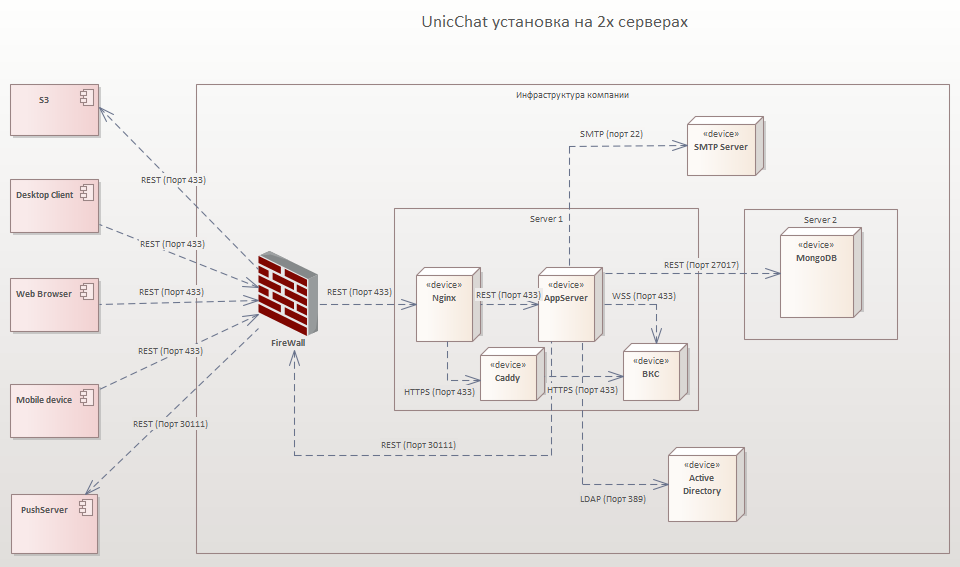 UnicChat установка на 2х серверах
Инфраструктура компании
S3
«device»
SMTP Server
SMTP (порт 22)
REST (Порт 433)
Desktop Client
Server 1
Server 2
«device»
MongoDB
REST (Порт 433)
REST (Порт 27017)
Web Browser
REST (Порт 433)
REST (Порт 433)
«device»
Nginx
REST (Порт 433)
«device»
AppServer
WSS (Порт 433)
FireWall
REST (Порт 433)
«device»
Caddy
«device»
ВКС
HTTPS (Порт 433)
HTTPS (Порт 433)
Mobile device
REST (Порт 30111)
REST (Порт 30111)
«device»
Active
Directory
LDAP (Порт 389)
PushServer